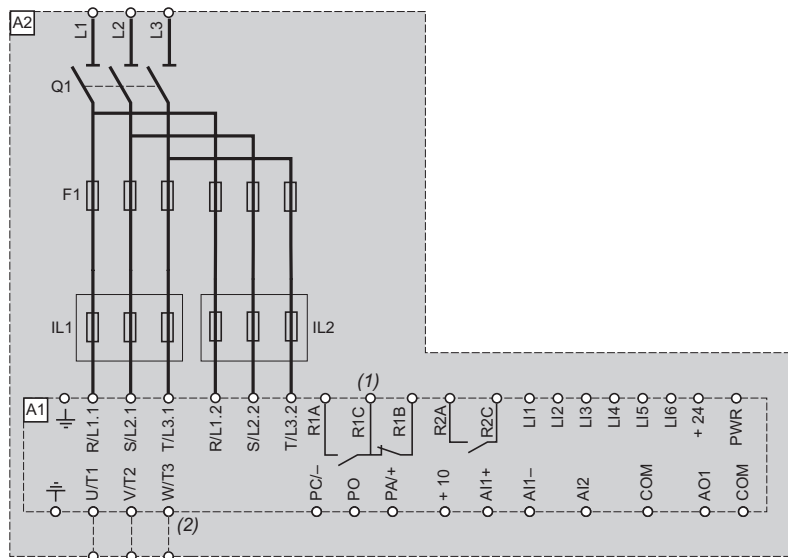 A2
L1
L2
L3
Q1
F1
IL1
IL2
(1)
A1
R/L1.1
S/L2.1
T/L3.1
R/L1.2
S/L2.2
T/L3.2
R1A
R1C
R1B
R2A
R2C
LI1
LI2
LI3
LI4
LI5
LI6
+ 24
PWR
U/T1
V/T2
W/T3
PC/–
PO
PA/+
+ 10
AI1+
AI1–
AI2
COM
AO1
COM
(2)